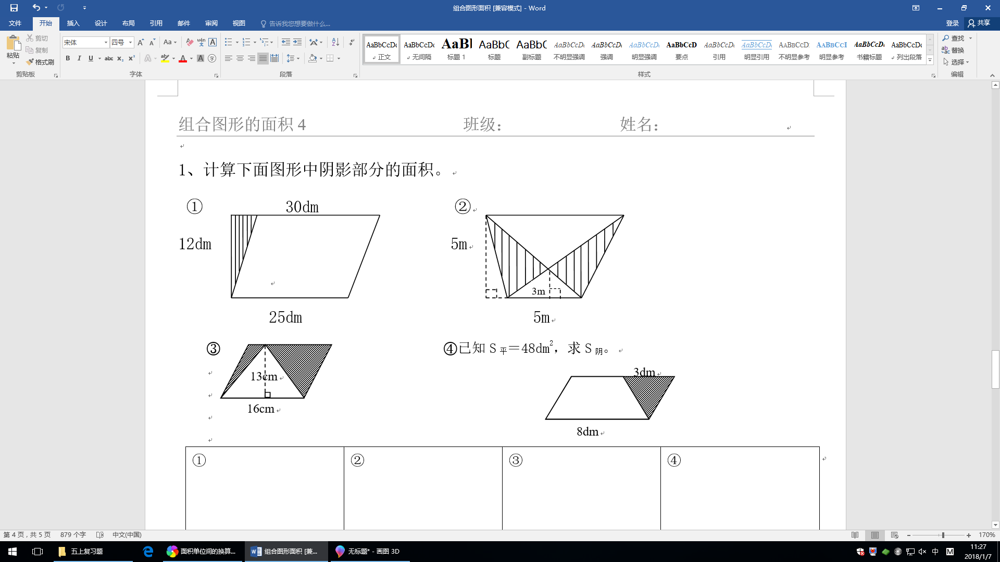 组合图形面积 [兼容模式] - Word
文件 开始 插入 设计 布局 引用 邮件 审阅 视图 告诉我您想要做什么... 登录 共享
粘贴 剪切 复制 格式刷
宋体 四号
AaBbCcDc AaBbCcDc AaBl AaBbC AaBbC AaBbCcD AaBbCcDc AaBbCcD AaBbCcD AaBbCcDc AaBbCcD AaBbCcD AaBbCcI AaBbCcD AaBbCcDc
正文 无间隔 标题 1 标题 副标题 不明显强调 强调 明显强调 要点 引用 明显引用 不明显参考 明显参考 书籍标题 列出段落
查找 替换 选择
剪贴板 字体 段落 样式 编辑
组合图形的面积 4 班级： 姓名：
1、计算下面图形中阴影部分的面积。
① 30dm
12dm
25dm
②
5m
3m
5m
③
13cm
16cm
④已知 S平＝48dm²，求 S阴。
3dm
8dm
① ② ③ ④
第 4 页，共 5 页 879 个字 中文(中国) 170%
五上复习题 面积单位间的换算... 组合图形面积 [兼... 无标题* - 画图 3D 中 M 11:27
2018/1/7